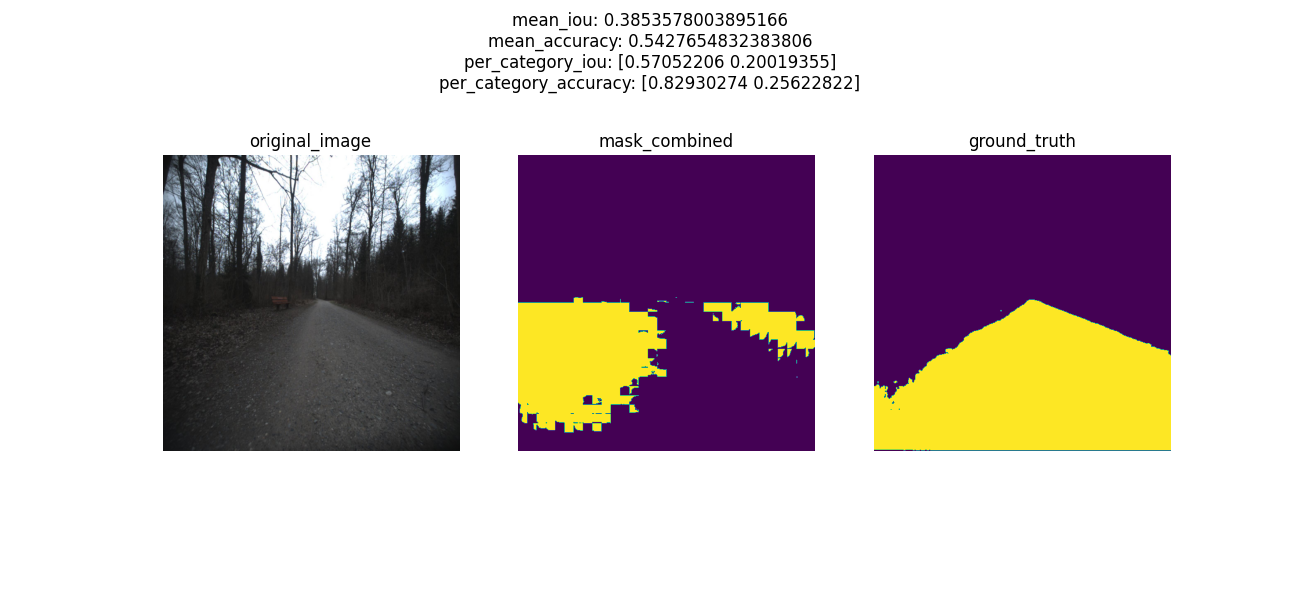 mean_iou: 0.3853578003895166
mean_accuracy: 0.5427654832383806
per_category_iou: [0.57052206 0.20019355]
per_category_accuracy: [0.82930274 0.25622822]
original_image
mask_combined
ground_truth